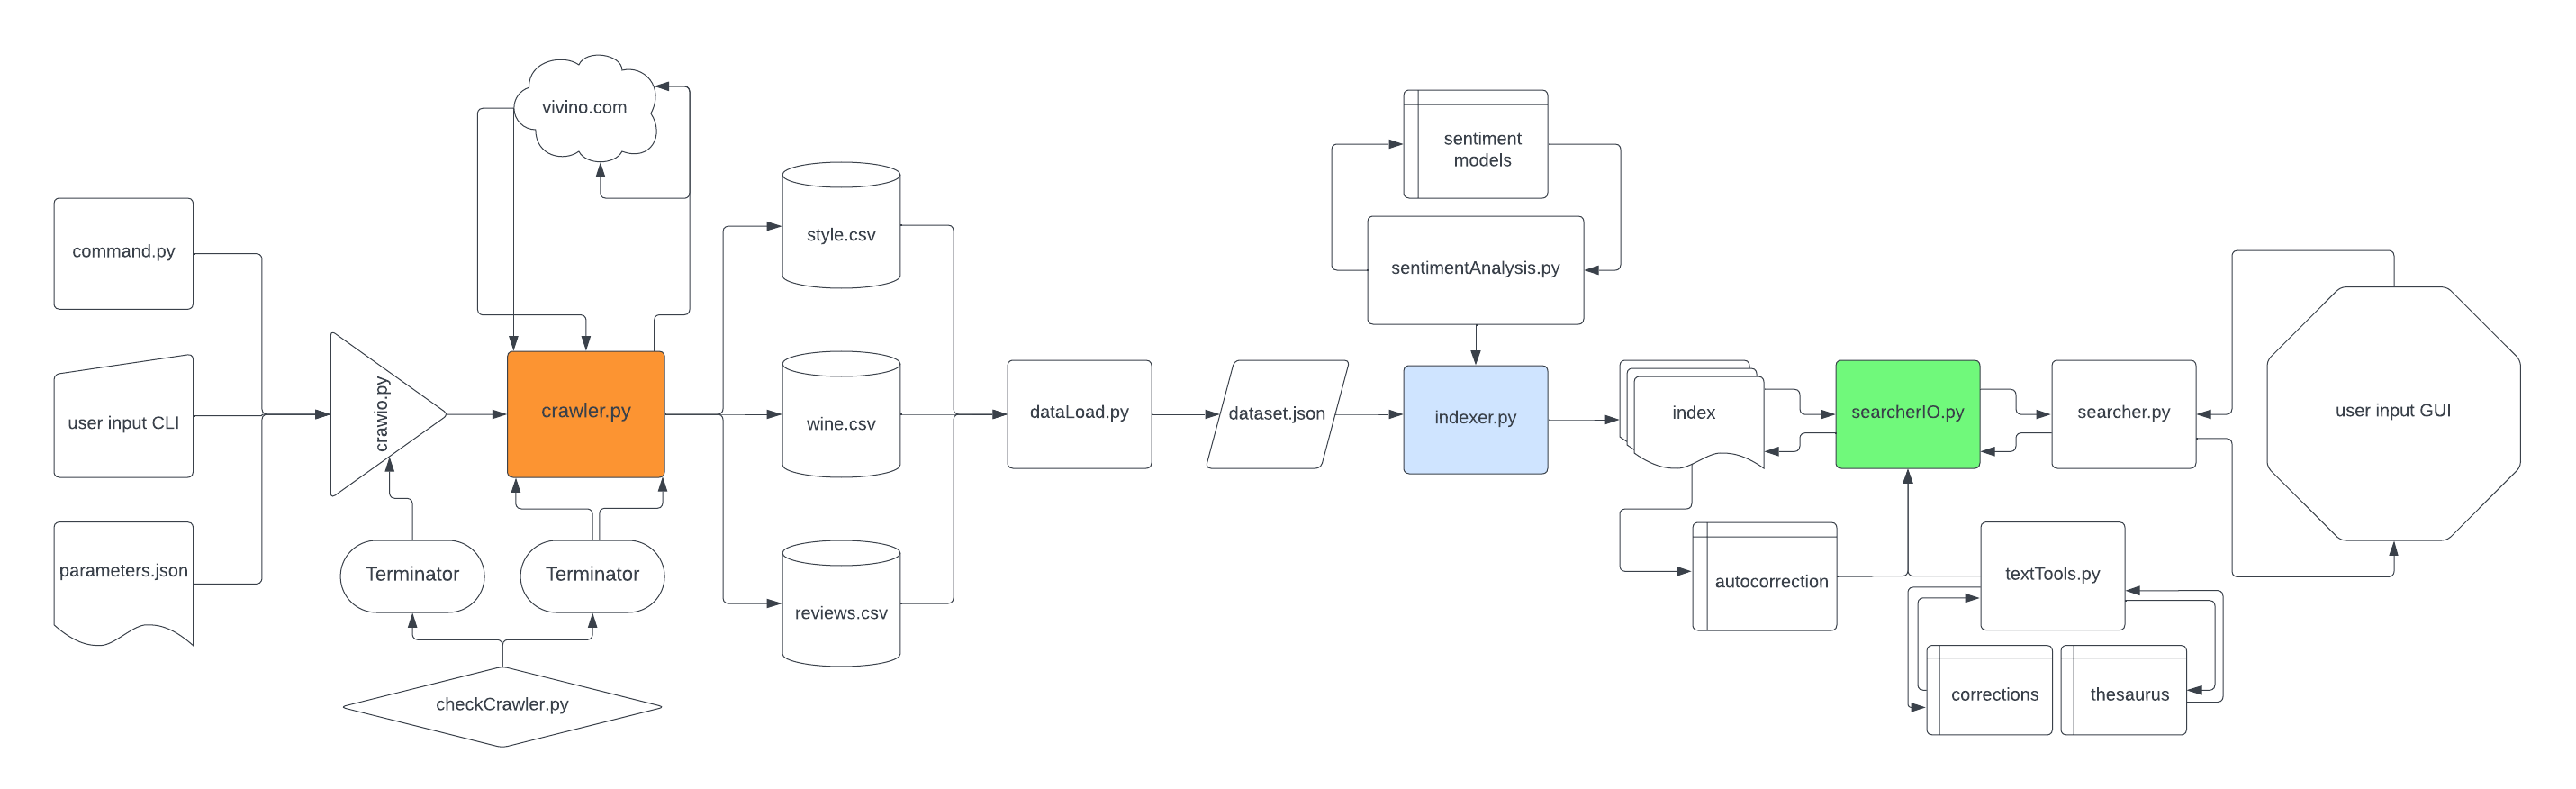 command.py
user input CLI
parameters.json
crawio.py
vivino.com
crawler.py
Terminator
Terminator
checkCrawler.py
style.csv
wine.csv
reviews.csv
dataLoad.py
dataset.json
sentiment
models
sentimentAnalysis.py
indexer.py
index
autocorrection
searcherIO.py
textTools.py
corrections
thesaurus
searcher.py
user input GUI